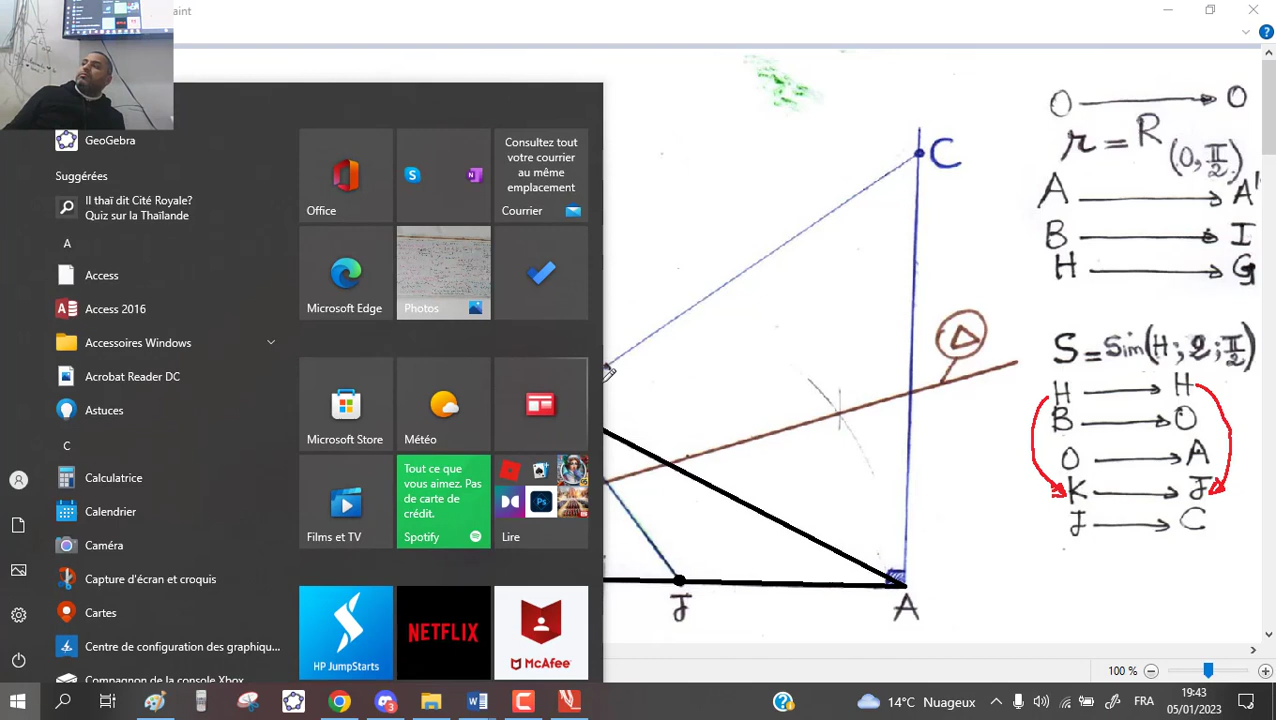 aint
GeoGebra
Suggérées
Il thaï dit Cité Royale?
Quiz sur la Thaïlande
A
Access
Access 2016
Accessoires Windows
Acrobat Reader DC
Astuces
C
Calculatrice
Calendrier
Caméra
Capture d'écran et croquis
Cartes
Centre de configuration des graphiqu...
Console de la console Xbox
Office
Consultez tout
votre courrier
au même
emplacement
Courrier
Microsoft Edge
Photos
Microsoft Store
Météo
Films et TV
Tout ce que
vous aimez. Pas
de carte de
crédit.
Spotify
Lire
Ps
HP JumpStarts
NETFLIX
McAfee
C
Δ
J
A
O → O
r = R (O, π/2)
A → A'
B → I
H → G
S = Sim(H; 2; π/2)
H → H
B → O
O → A
K → J
J → C
100 %
14°C Nuageux
FRA
19:43
05/01/2023